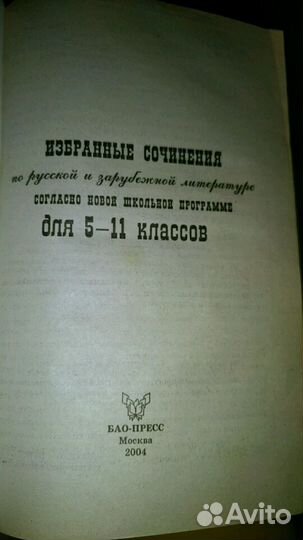 ИЗБРАННЫЕ СОЧИНЕНИЯ
по русской и зарубежной литературе
СОГЛАСНО НОВОЙ ШКОЛЬНОЙ ПРОГРАММЕ
для 5–11 классов
БАО-ПРЕСС
Москва
2004
Avito